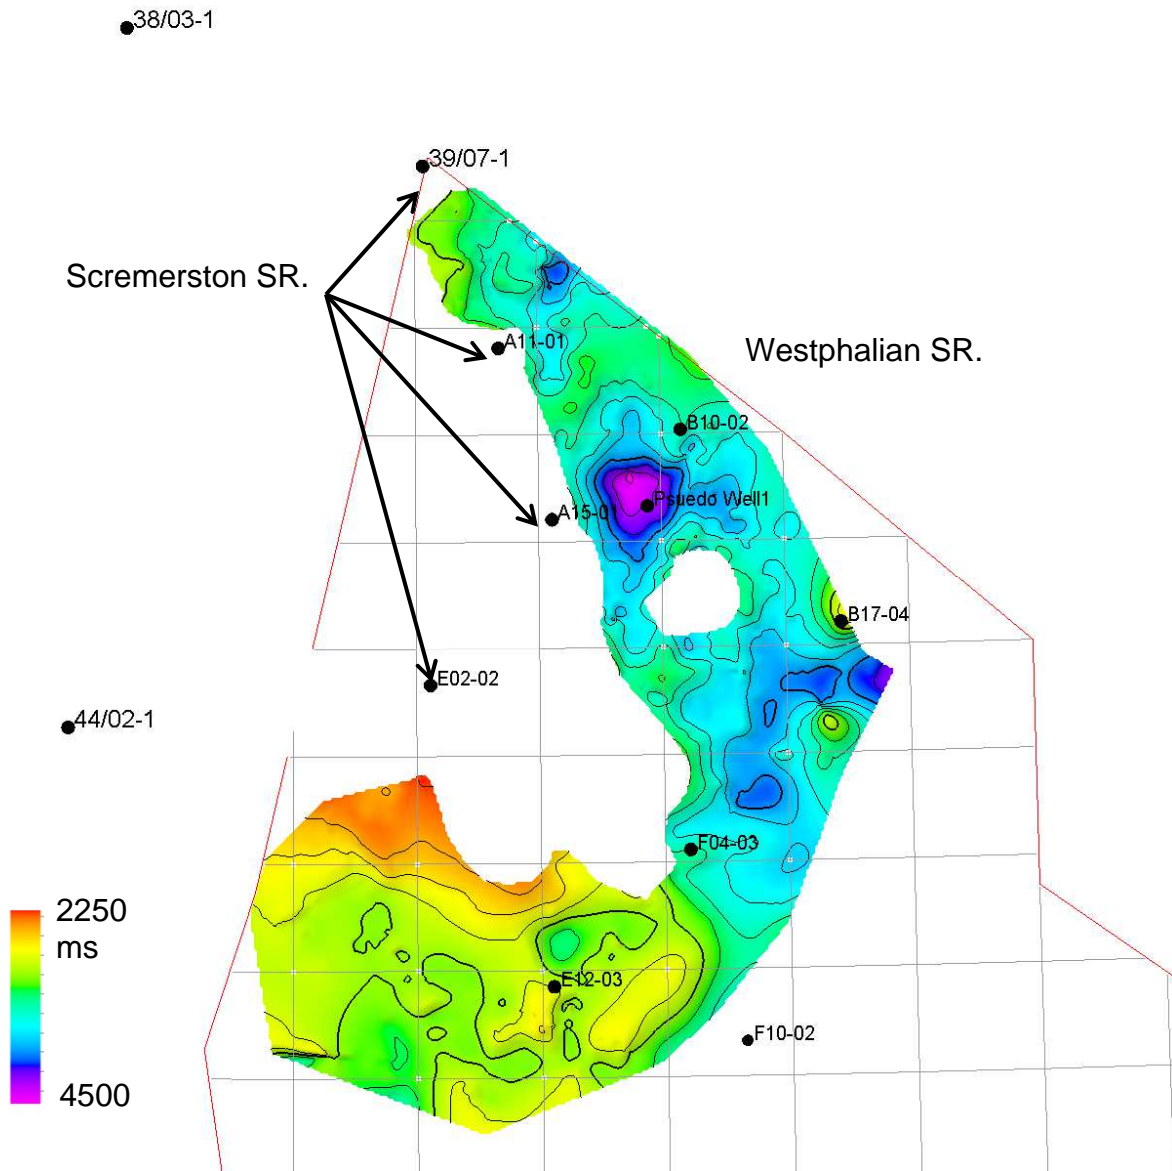 38/03-1
39/07-1
Scremerston SR.
A11-01
Westphalian SR.
B10-02
Psuedo Well1
A15-01
B17-04
E02-02
44/02-1
F04-03
2250
ms
E12-03
F10-02
4500